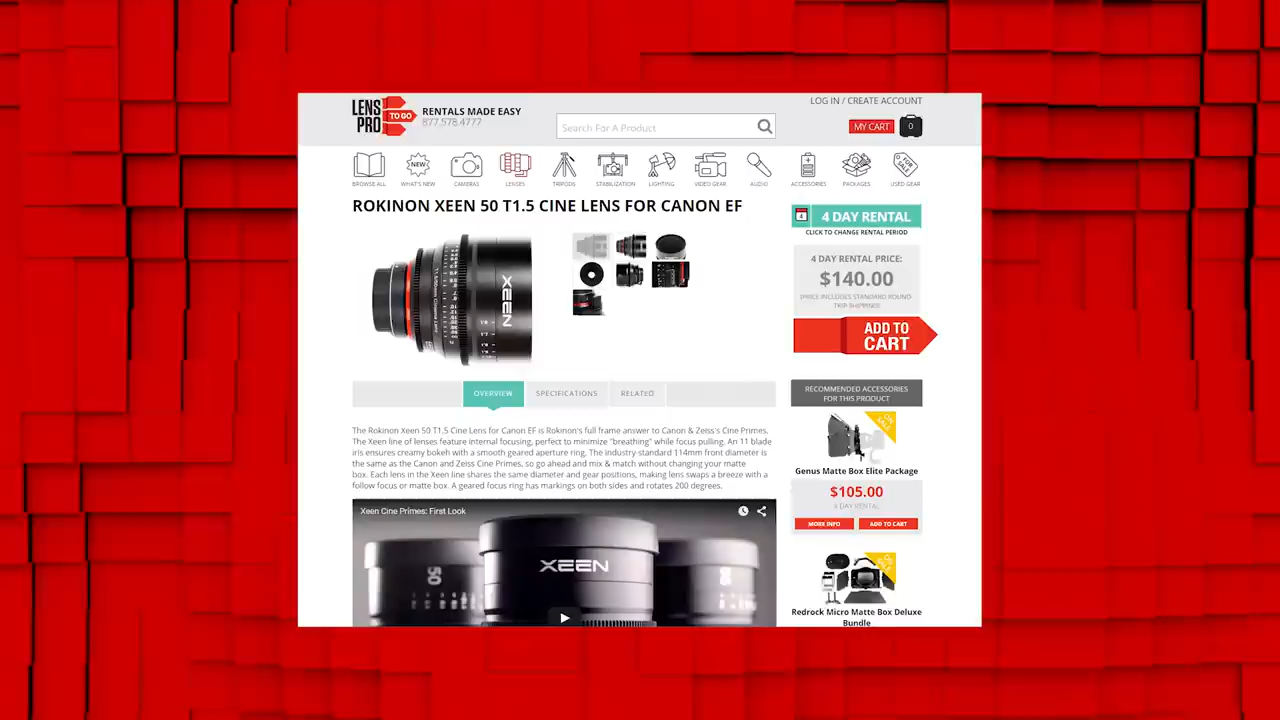 LENS PRO TO GO
RENTALS MADE EASY
877.578.4777
Search For A Product
LOG IN / CREATE ACCOUNT
MY CART
0
BROWSE ALL
NEW
WHAT'S NEW
CAMERAS
LENSES
TRIPODS
STABILIZATION
LIGHTING
VIDEO GEAR
AUDIO
ACCESSORIES
PACKAGES
FOR SALE
USED GEAR
ROKINON XEEN 50 T1.5 CINE LENS FOR CANON EF
XEEN
4
4 DAY RENTAL
CLICK TO CHANGE RENTAL PERIOD
4 DAY RENTAL PRICE:
$140.00
(PRICE INCLUDES STANDARD ROUND
TRIP SHIPPING)
ADD TO
CART
OVERVIEW
SPECIFICATIONS
RELATED
The Rokinon Xeen 50 T1.5 Cine Lens for Canon EF is Rokinon's full frame answer to Canon & Zeiss's Cine Primes.
The Xeen line of lenses feature internal focusing, perfect to minimize "breathing" while focus pulling. An 11 blade
iris ensures creamy bokeh with a smooth geared aperture ring. The industry-standard 114mm front diameter is
the same as the Canon and Zeiss Cine Primes, so go ahead and mix & match without changing your matte
box. Each lens in the Xeen line shares the same diameter and gear positions, making lens swaps a breeze with a
follow focus or matte box. A geared focus ring has markings on both sides and rotates 200 degrees.
Xeen Cine Primes: First Look
50
XEEN
RECOMMENDED ACCESSORIES
FOR THIS PRODUCT
ON SALE
Genus Matte Box Elite Package
$105.00
4 DAY RENTAL
MORE INFO
ADD TO CART
ON SALE
Redrock Micro Matte Box Deluxe
Bundle